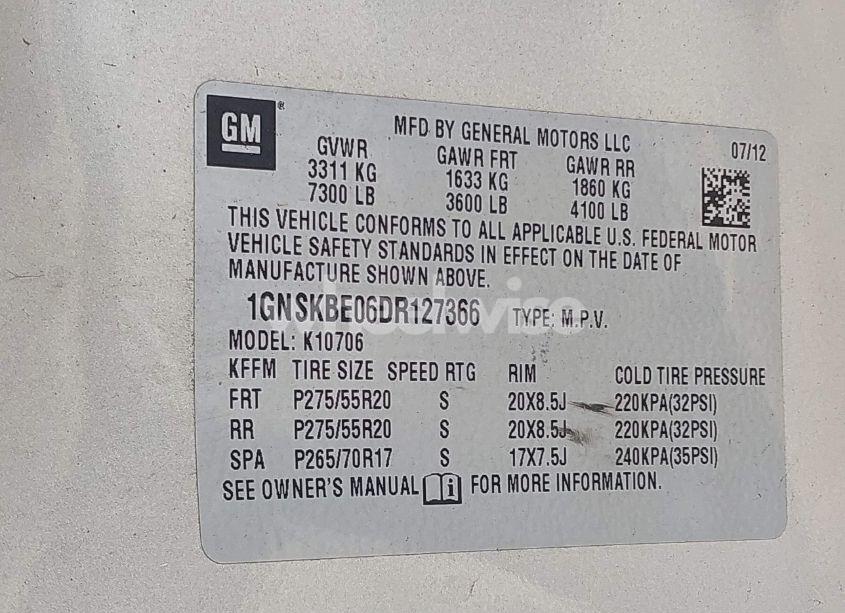 GM ®
MFD BY GENERAL MOTORS LLC 07/12
GVWR GAWR FRT GAWR RR
3311 KG 1633 KG 1860 KG
7300 LB 3600 LB 4100 LB
THIS VEHICLE CONFORMS TO ALL APPLICABLE U.S. FEDERAL MOTOR
VEHICLE SAFETY STANDARDS IN EFFECT ON THE DATE OF
MANUFACTURE SHOWN ABOVE.
1GNSKBE06DR127366 TYPE: M.P.V.
wheelwise
MODEL: K10706
KFFM TIRE SIZE SPEED RTG RIM COLD TIRE PRESSURE
FRT P275/55R20 S 20X8.5J 220KPA(32PSI)
RR P275/55R20 S 20X8.5J 220KPA(32PSI)
SPA P265/70R17 S 17X7.5J 240KPA(35PSI)
SEE OWNER'S MANUAL i FOR MORE INFORMATION.